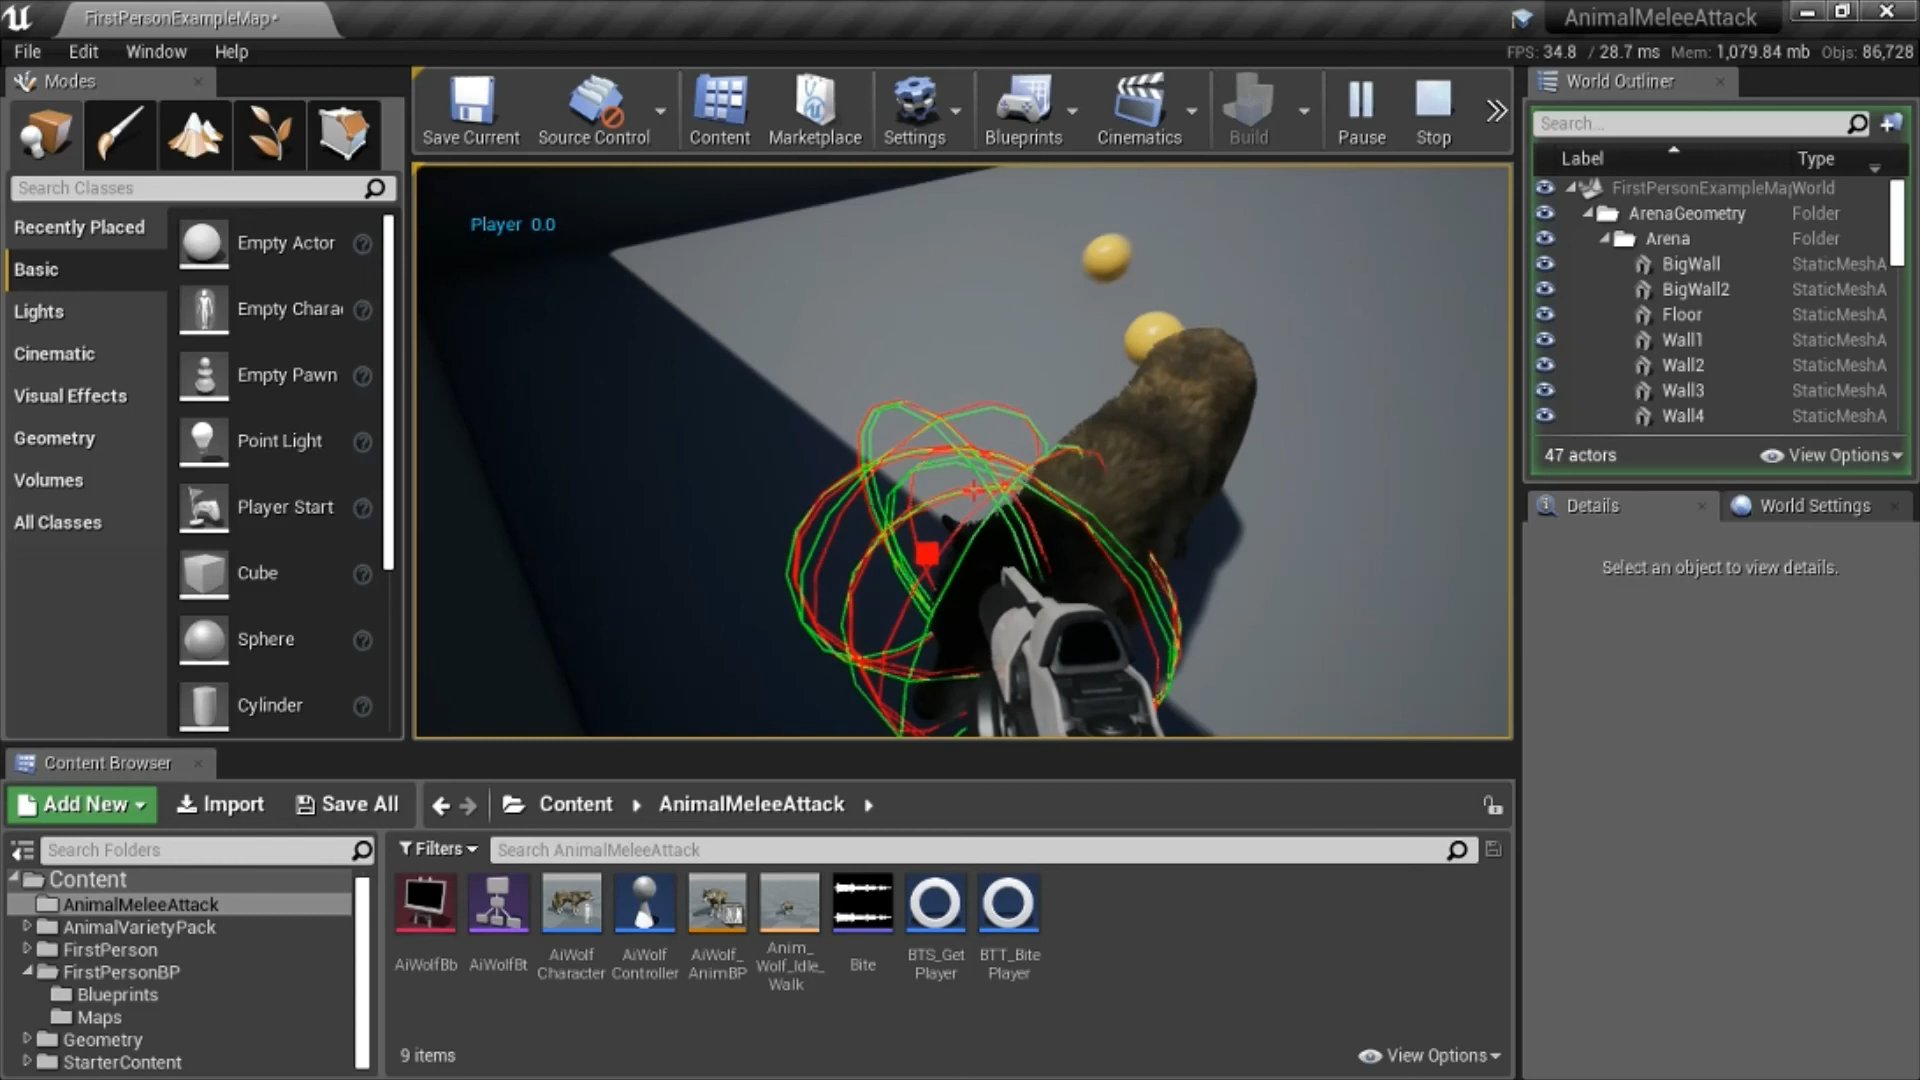 FirstPersonExampleMap*
AnimalMeleeAttack
File Edit Window Help
FPS: 34.8 / 28.7 ms Mem: 1,079.84 mb Objs: 86,728
Modes
Save Current
Source Control
Content
Marketplace
Settings
Blueprints
Cinematics
Build
Pause
Stop
World Outliner
Search...
Label Type
Search Classes
Recently Placed
Basic
Lights
Cinematic
Visual Effects
Geometry
Volumes
All Classes
Empty Actor
Empty Chara
Empty Pawn
Point Light
Player Start
Cube
Sphere
Cylinder
Player 0.0
FirstPersonExampleMap World
ArenaGeometry Folder
Arena Folder
BigWall StaticMeshA
BigWall2 StaticMeshA
Floor StaticMeshA
Wall1 StaticMeshA
Wall2 StaticMeshA
Wall3 StaticMeshA
Wall4 StaticMeshA
47 actors
View Options
Details
World Settings
Select an object to view details.
Content Browser
Add New
Import
Save All
Content
AnimalMeleeAttack
Search Folders
Filters
Search AnimalMeleeAttack
Content
AnimalMeleeAttack
AnimalVarietyPack
FirstPerson
FirstPersonBP
Blueprints
Maps
Geometry
StarterContent
AiWolfBb
AiWolfBt
AiWolf
Character
AiWolf
Controller
AiWolf_
AnimBP
Anim_
Wolf_Idle_
Walk
Bite
BTS_Get
Player
BTT_Bite
Player
9 items
View Options